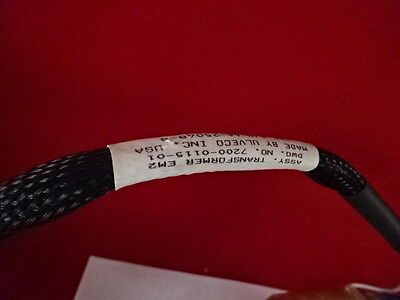 ASSY. TRANSFORMER EM2
DWG. NO. 7200-0115-01
MADE BY ULVECO INC. USA